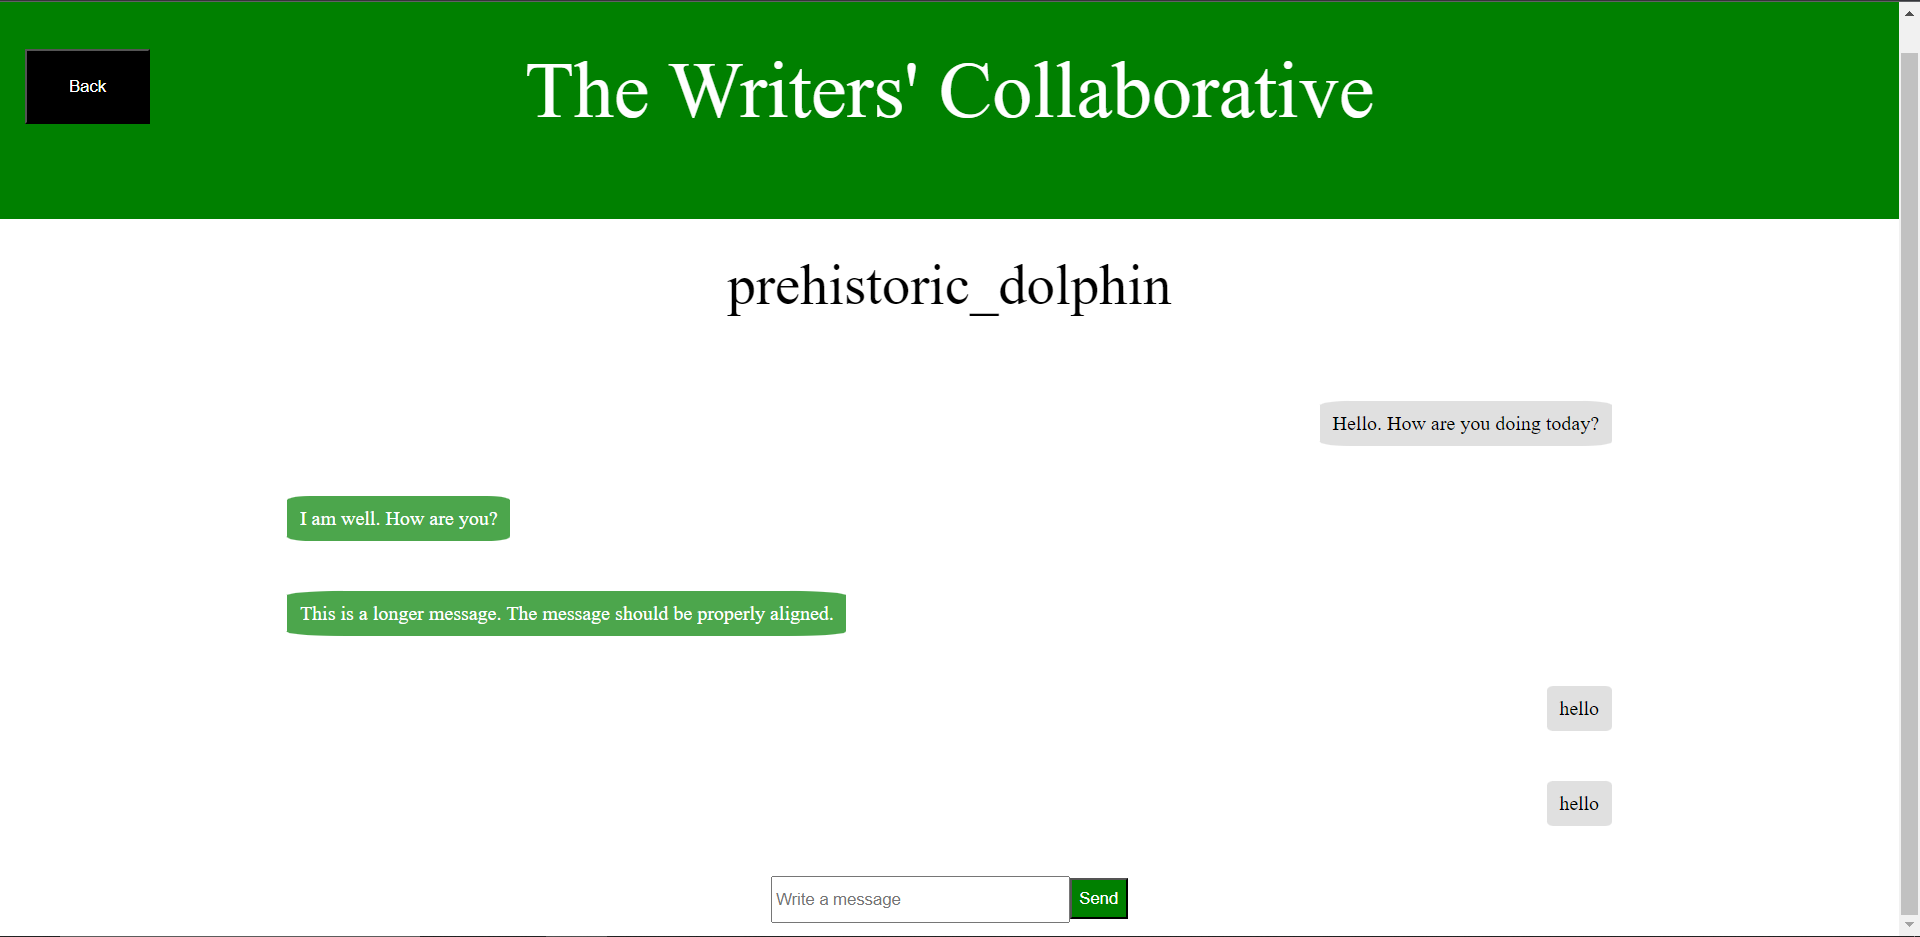 Back
The Writers' Collaborative
prehistoric_dolphin
Hello. How are you doing today?
I am well. How are you?
This is a longer message. The message should be properly aligned.
hello
hello
Write a message
Send